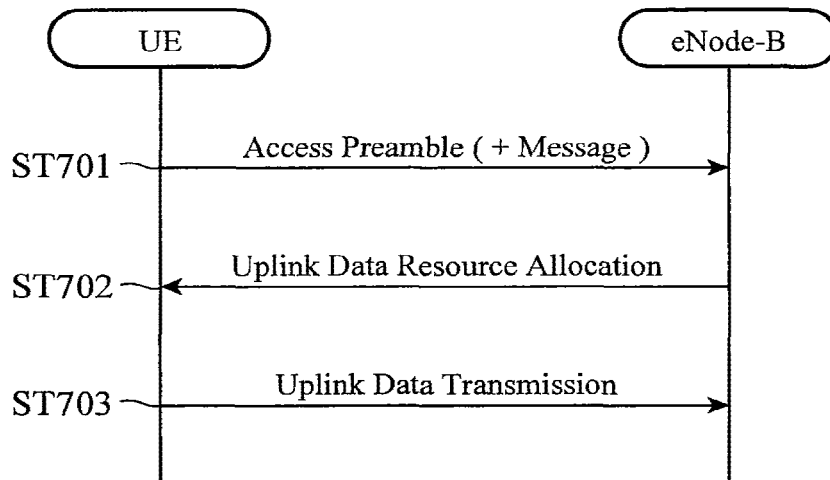 UE
eNode-B
ST701
Access Preamble ( + Message )
ST702
Uplink Data Resource Allocation
ST703
Uplink Data Transmission